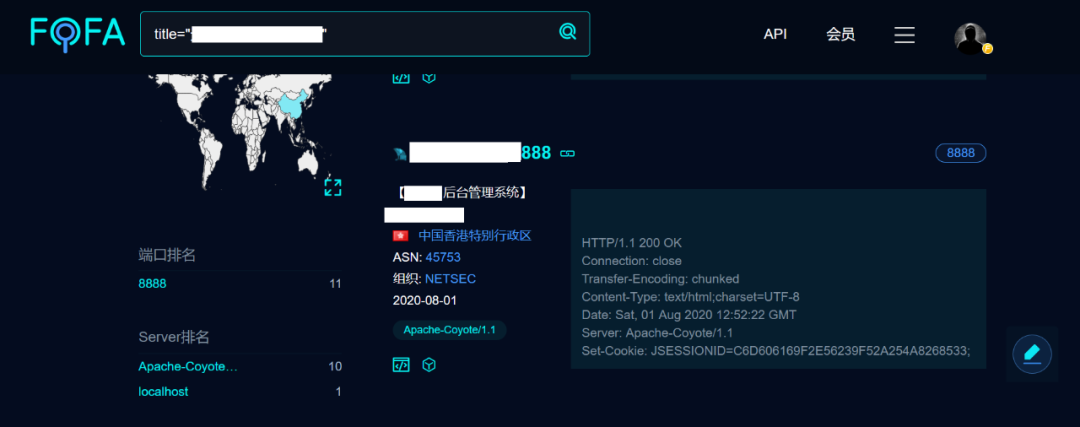 FOFA
title=" "
API
会员
888
8888
【 后台管理系统】
中国香港特别行政区
ASN: 45753
组织: NETSEC
2020-08-01
Apache-Coyote/1.1
HTTP/1.1 200 OK
Connection: close
Transfer-Encoding: chunked
Content-Type: text/html;charset=UTF-8
Date: Sat, 01 Aug 2020 12:52:22 GMT
Server: Apache-Coyote/1.1
Set-Cookie: JSESSIONID=C6D606169F2E56239F52A254A8268533;
端口排名
8888 11
Server排名
Apache-Coyote… 10
localhost 1